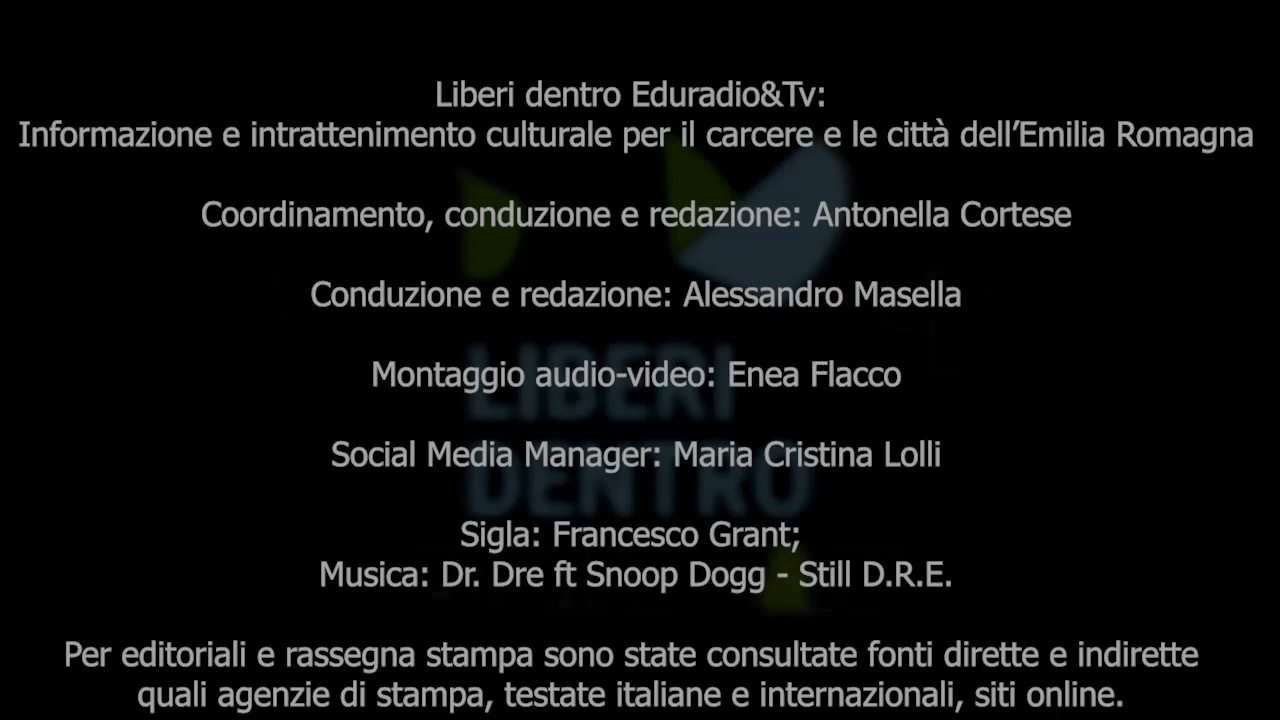 Liberi dentro Eduradio&Tv:
Informazione e intrattenimento culturale per il carcere e le città dell'Emilia Romagna
Coordinamento, conduzione e redazione: Antonella Cortese
Conduzione e redazione: Alessandro Masella
Montaggio audio-video: Enea Flacco
LIBERI
Social Media Manager: Maria Cristina Lolli
DENTRO
Sigla: Francesco Grant;
Musica: Dr. Dre ft Snoop Dogg - Still D.R.E.
Per editoriali e rassegna stampa sono state consultate fonti dirette e indirette
quali agenzie di stampa, testate italiane e internazionali, siti online.